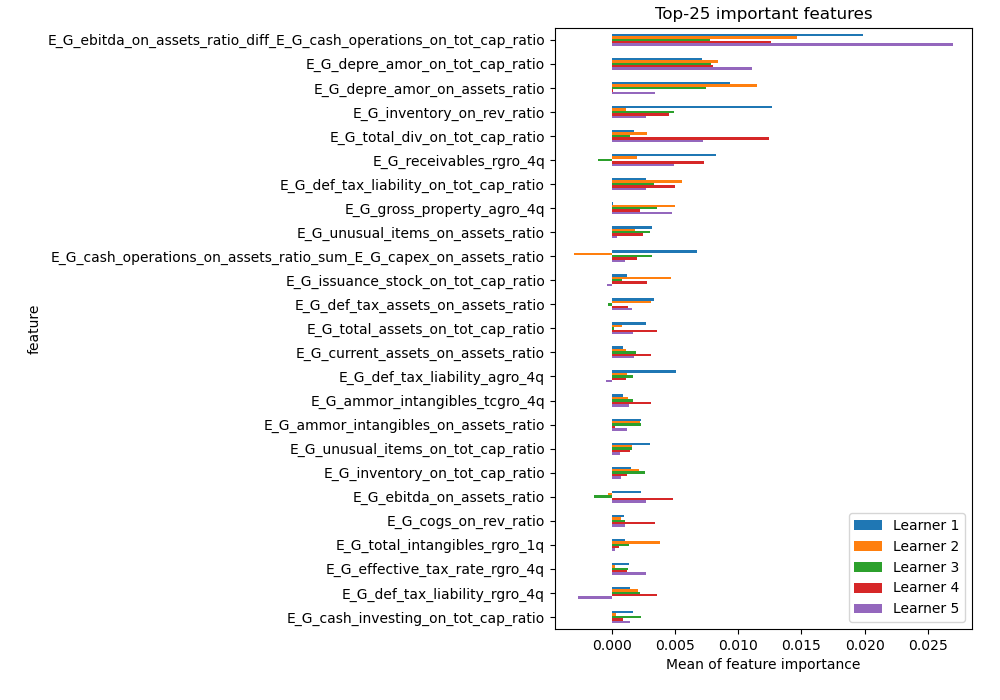 Top-25 important features
E_G_ebitda_on_assets_ratio_diff_E_G_cash_operations_on_tot_cap_ratio
E_G_depre_amor_on_tot_cap_ratio
E_G_depre_amor_on_assets_ratio
E_G_inventory_on_rev_ratio
E_G_total_div_on_tot_cap_ratio
E_G_receivables_rgro_4q
E_G_def_tax_liability_on_tot_cap_ratio
E_G_gross_property_agro_4q
E_G_unusual_items_on_assets_ratio
E_G_cash_operations_on_assets_ratio_sum_E_G_capex_on_assets_ratio
E_G_issuance_stock_on_tot_cap_ratio
E_G_def_tax_assets_on_assets_ratio
E_G_total_assets_on_tot_cap_ratio
E_G_current_assets_on_assets_ratio
E_G_def_tax_liability_agro_4q
E_G_ammor_intangibles_tcgro_4q
E_G_ammor_intangibles_on_assets_ratio
E_G_unusual_items_on_tot_cap_ratio
E_G_inventory_on_tot_cap_ratio
E_G_ebitda_on_assets_ratio
E_G_cogs_on_rev_ratio
E_G_total_intangibles_rgro_1q
E_G_effective_tax_rate_rgro_4q
E_G_def_tax_liability_rgro_4q
E_G_cash_investing_on_tot_cap_ratio
feature
Learner 1
Learner 2
Learner 3
Learner 4
Learner 5
0.000 0.005 0.010 0.015 0.020 0.025
Mean of feature importance